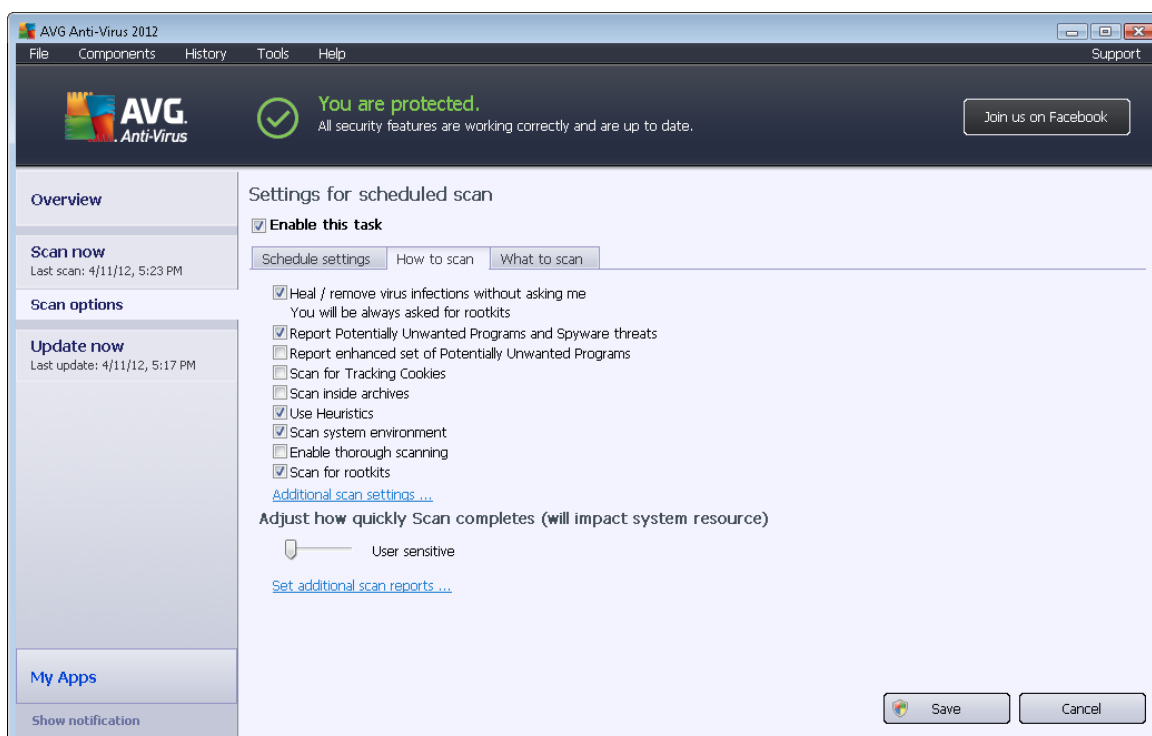 AVG Anti-Virus 2012
File Components History Tools Help Support
AVG.
Anti-Virus
You are protected.
All security features are working correctly and are up to date.
Join us on Facebook
Overview
Scan now
Last scan: 4/11/12, 5:23 PM
Scan options
Update now
Last update: 4/11/12, 5:17 PM
My Apps
Show notification
Settings for scheduled scan
Enable this task
Schedule settings How to scan What to scan
Heal / remove virus infections without asking me
You will be always asked for rootkits
Report Potentially Unwanted Programs and Spyware threats
Report enhanced set of Potentially Unwanted Programs
Scan for Tracking Cookies
Scan inside archives
Use Heuristics
Scan system environment
Enable thorough scanning
Scan for rootkits
Additional scan settings ...
Adjust how quickly Scan completes (will impact system resource)
User sensitive
Set additional scan reports ...
Save Cancel